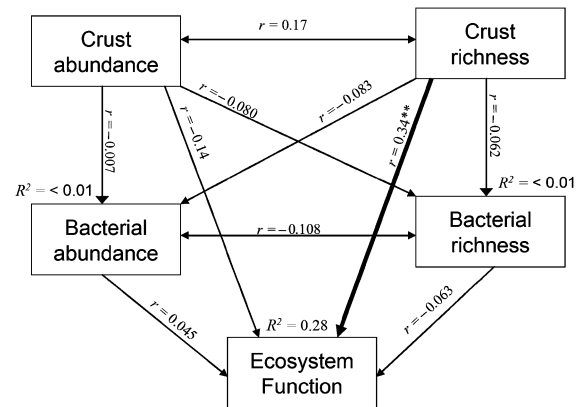 Crust
abundance
r = 0.17
Crust
richness
r=-0.007
r=-0.14
r=-0.080
r=-0.083
r= 0.34**
r=-0.062
R² = < 0.01
R² = < 0.01
Bacterial
abundance
r=-0.108
Bacterial
richness
r= 0.045
R² = 0.28
r=-0.063
Ecosystem
Function